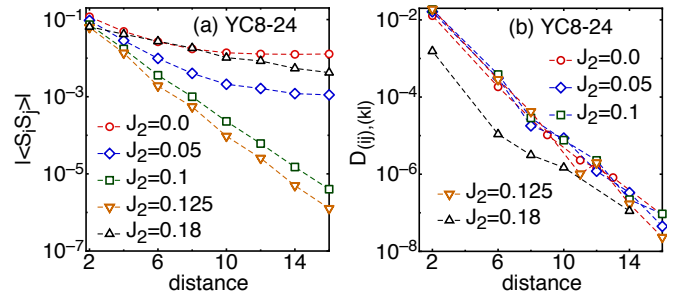 (a) YC8-24
|<S_iS_j>|
10^{-1}
10^{-3}
10^{-5}
10^{-7}
J_2=0.0
J_2=0.05
J_2=0.1
J_2=0.125
J_2=0.18
2 6 10 14
distance
(b) YC8-24
D_{(ij),(kl)}
10^{-2}
10^{-4}
10^{-6}
10^{-8}
J_2=0.0
J_2=0.05
J_2=0.1
J_2=0.125
J_2=0.18
2 6 10 14
distance